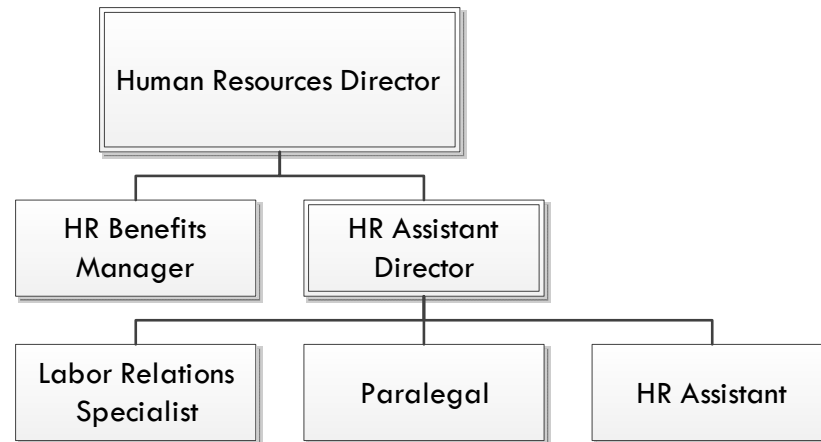 Human Resources Director
HR Benefits
Manager
HR Assistant
Director
Labor Relations
Specialist
Paralegal
HR Assistant